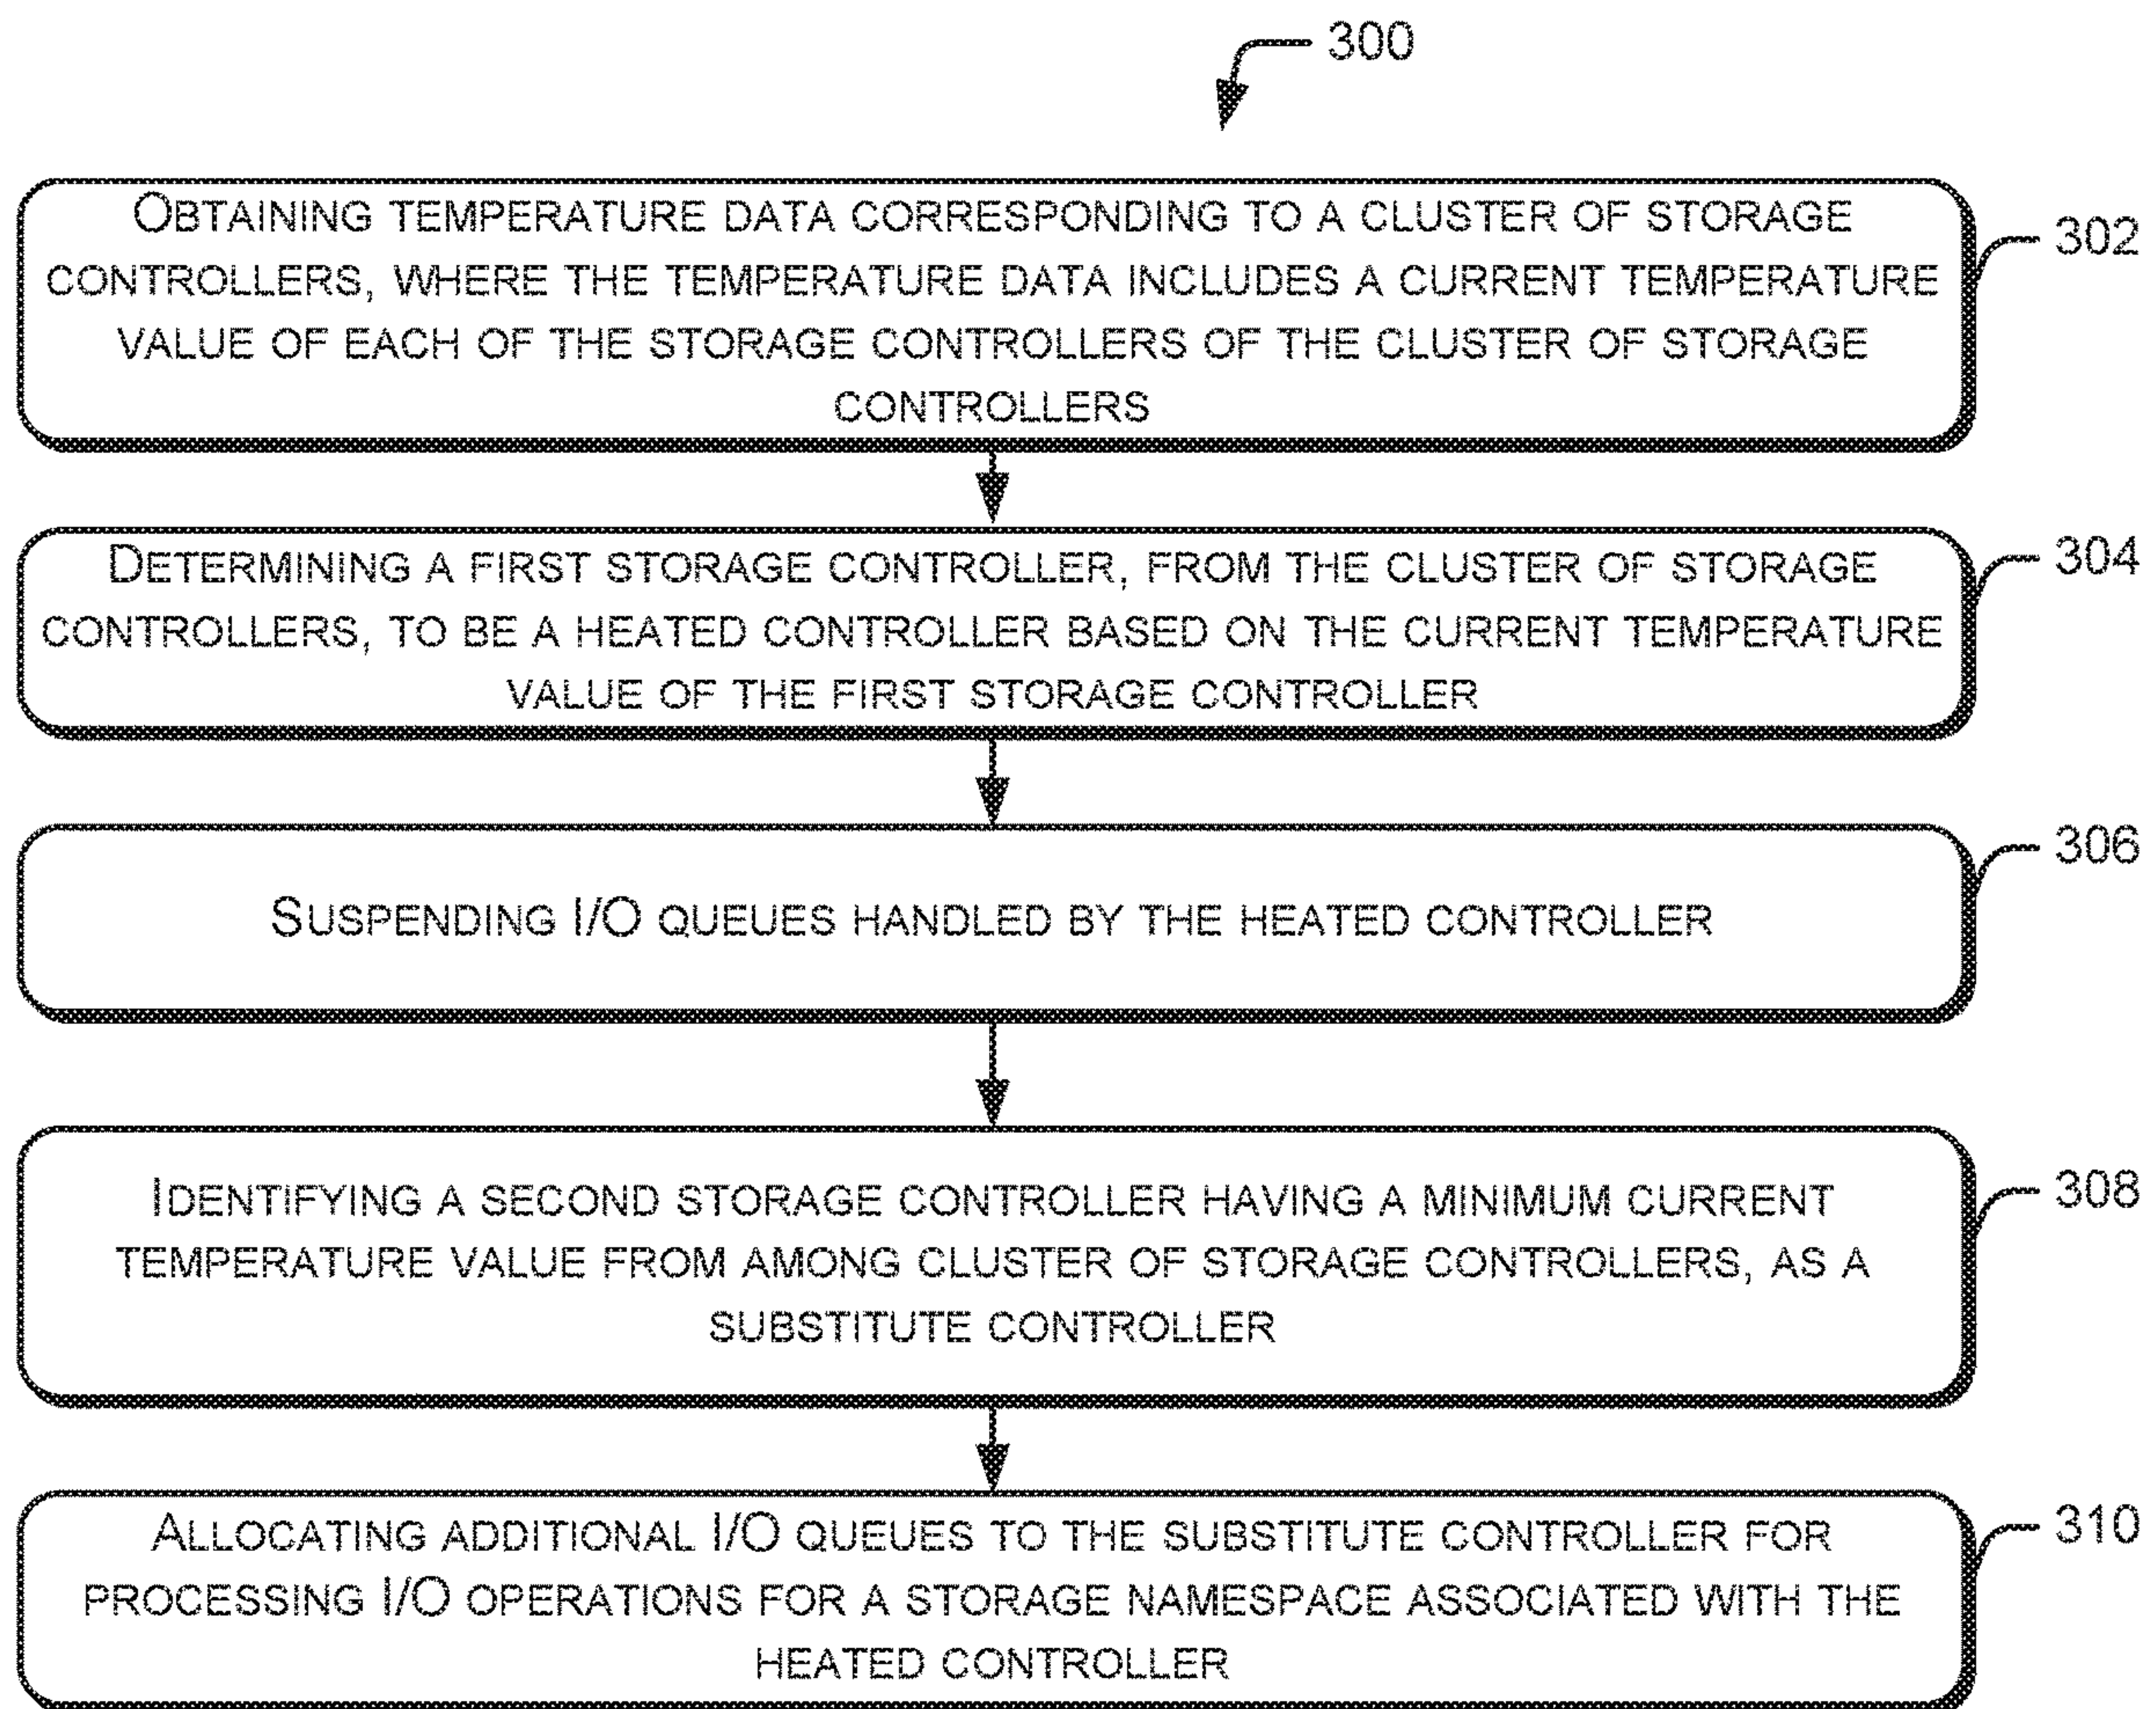 300
OBTAINING TEMPERATURE DATA CORRESPONDING TO A CLUSTER OF STORAGE
CONTROLLERS, WHERE THE TEMPERATURE DATA INCLUDES A CURRENT TEMPERATURE
VALUE OF EACH OF THE STORAGE CONTROLLERS OF THE CLUSTER OF STORAGE
CONTROLLERS
302
DETERMINING A FIRST STORAGE CONTROLLER, FROM THE CLUSTER OF STORAGE
CONTROLLERS, TO BE A HEATED CONTROLLER BASED ON THE CURRENT TEMPERATURE
VALUE OF THE FIRST STORAGE CONTROLLER
304
SUSPENDING I/O QUEUES HANDLED BY THE HEATED CONTROLLER
306
IDENTIFYING A SECOND STORAGE CONTROLLER HAVING A MINIMUM CURRENT
TEMPERATURE VALUE FROM AMONG CLUSTER OF STORAGE CONTROLLERS, AS A
SUBSTITUTE CONTROLLER
308
ALLOCATING ADDITIONAL I/O QUEUES TO THE SUBSTITUTE CONTROLLER FOR
PROCESSING I/O OPERATIONS FOR A STORAGE NAMESPACE ASSOCIATED WITH THE
HEATED CONTROLLER
310